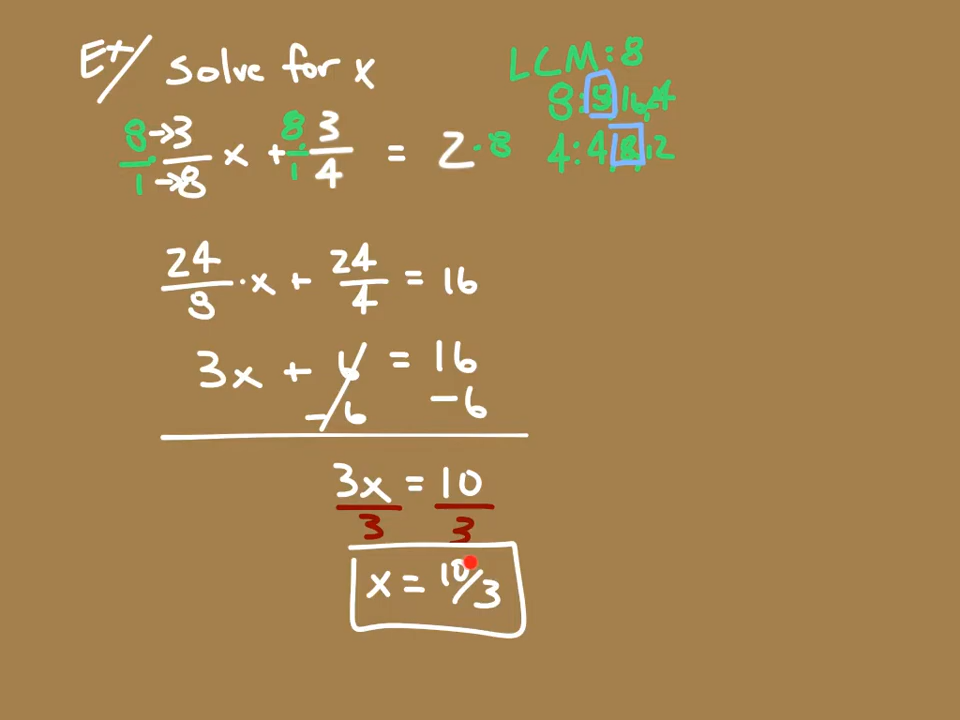 Ex/ Solve for x
LCM: 8
8: 8, 16, 24
4: 4, 8, 12
8/1 · 3/8 x + 8/1 · 3/4 = 2 · 8
24/8 · x + 24/4 = 16
3x + 6 = 16
-6 -6
3x = 10
3 3
x = 10/3